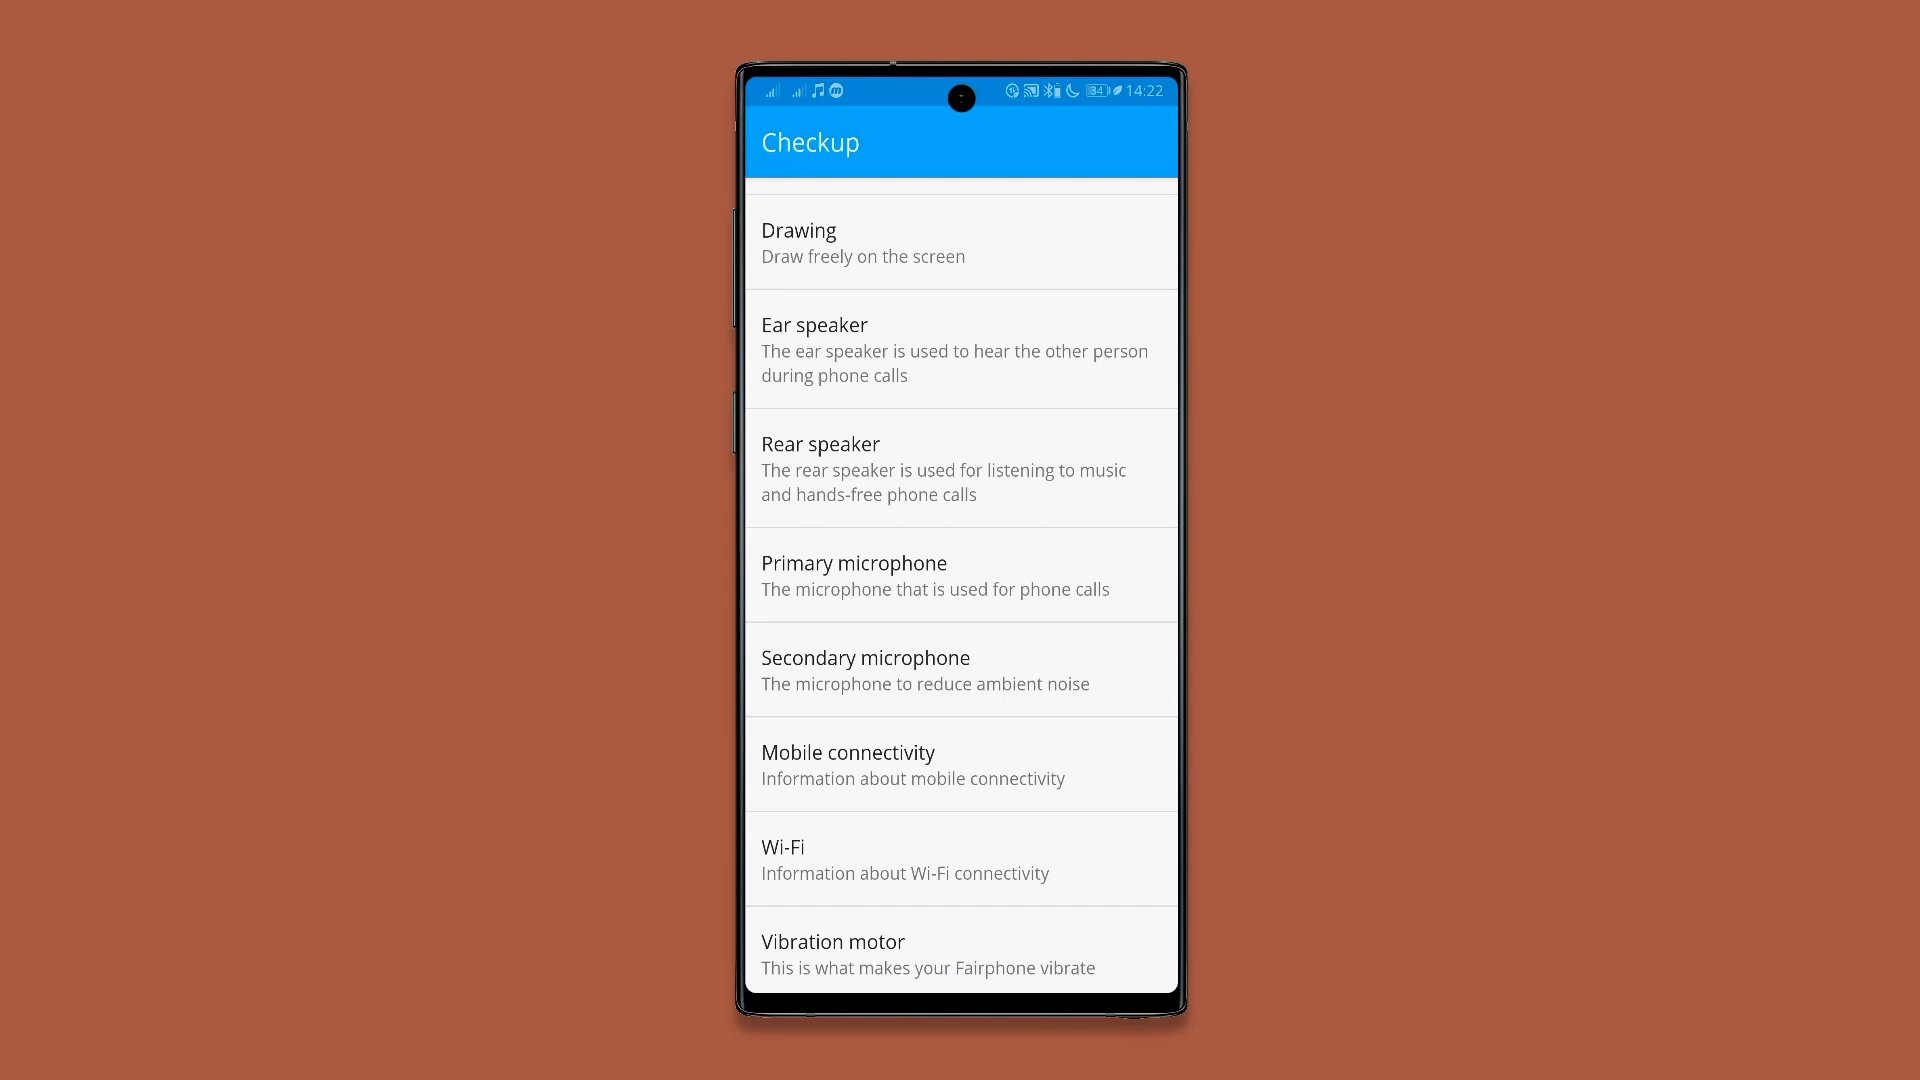 34 14:22
Checkup
Drawing
Draw freely on the screen
Ear speaker
The ear speaker is used to hear the other person
during phone calls
Rear speaker
The rear speaker is used for listening to music
and hands-free phone calls
Primary microphone
The microphone that is used for phone calls
Secondary microphone
The microphone to reduce ambient noise
Mobile connectivity
Information about mobile connectivity
Wi-Fi
Information about Wi-Fi connectivity
Vibration motor
This is what makes your Fairphone vibrate